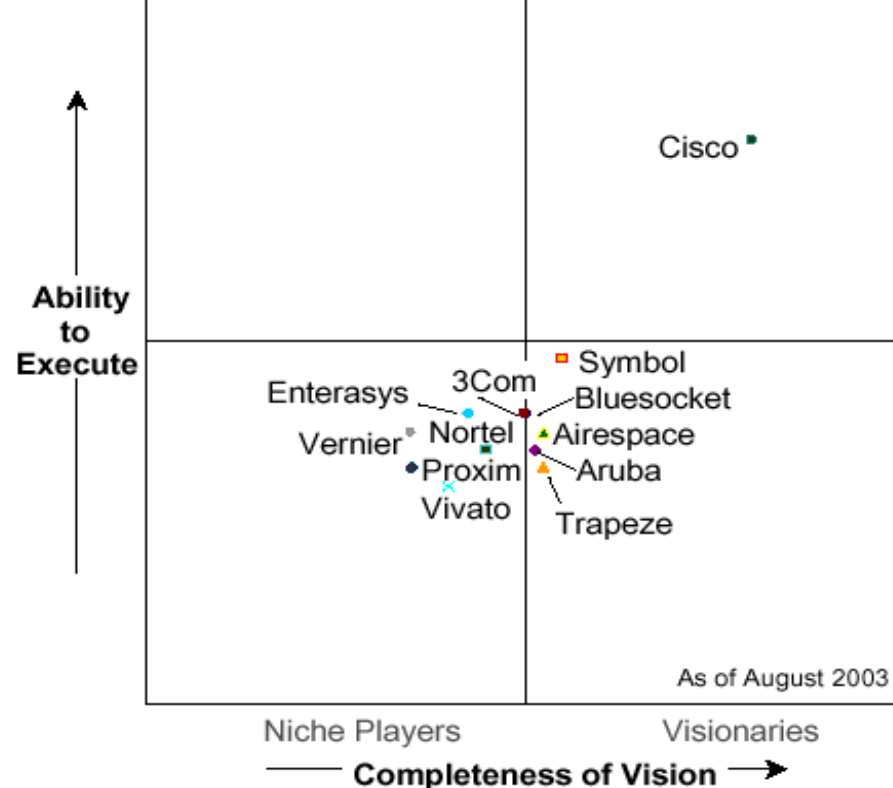 Cisco
Ability
to
Execute
Symbol
3Com
Enterasys
Bluesocket
Nortel
Airespace
Vernier
Proxim
Aruba
Vivato
Trapeze
As of August 2003
Niche Players
Visionaries
Completeness of Vision